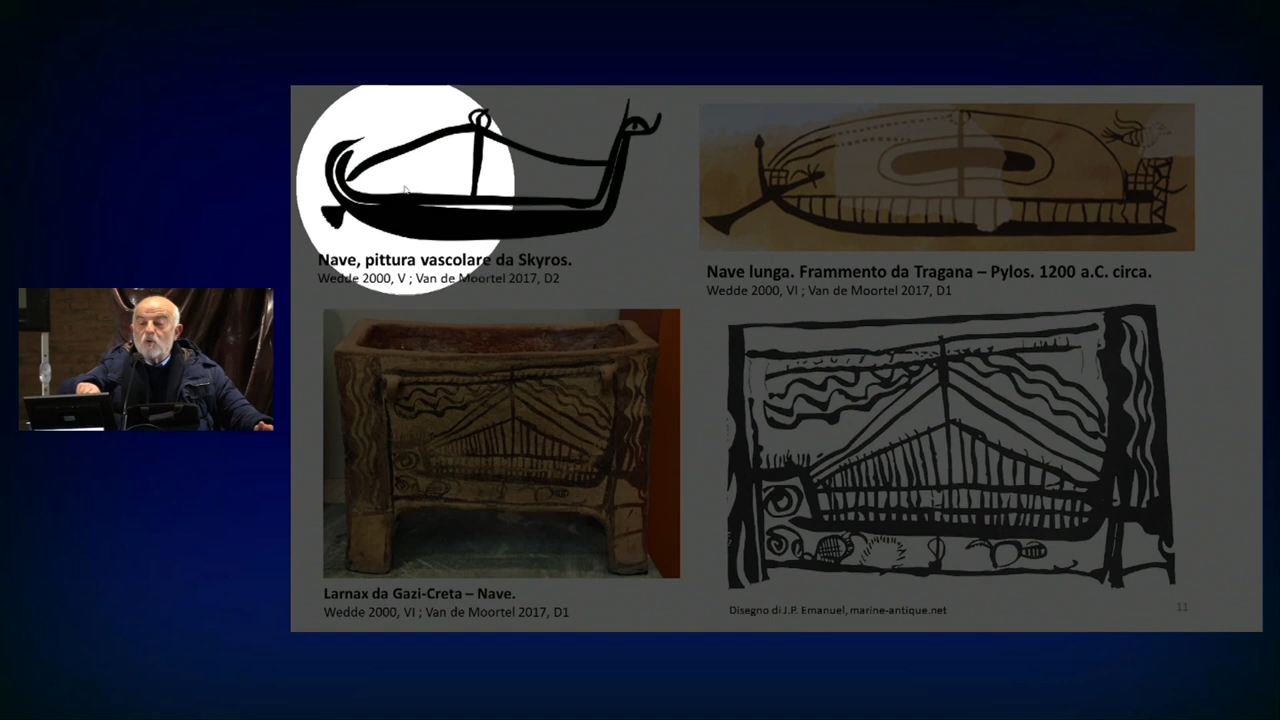 Nave, pittura vascolare da Skyros.
Wedde 2000, V ; Van de Moortel 2017, D2
Nave lunga. Frammento da Tragana – Pylos. 1200 a.C. circa.
Wedde 2000, VI ; Van de Moortel 2017, D1
Larnax da Gazi-Creta – Nave.
Wedde 2000, VI ; Van de Moortel 2017, D1
Disegno di J.P. Emanuel, marine-antique.net
11